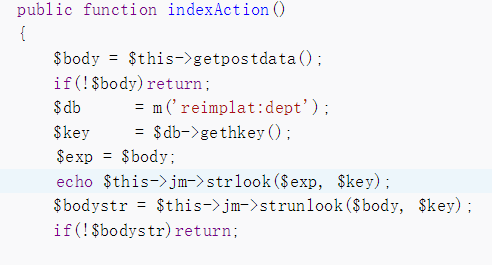 public function indexAction()
{
$body = $this->getpostdata();
if(!$body)return;
$db = m('reimplat:dept');
$key = $db->gethkey();
$exp = $body;
echo $this->jm->strlook($exp, $key);
$bodystr = $this->jm->strunlook($body, $key);
if(!$bodystr)return;